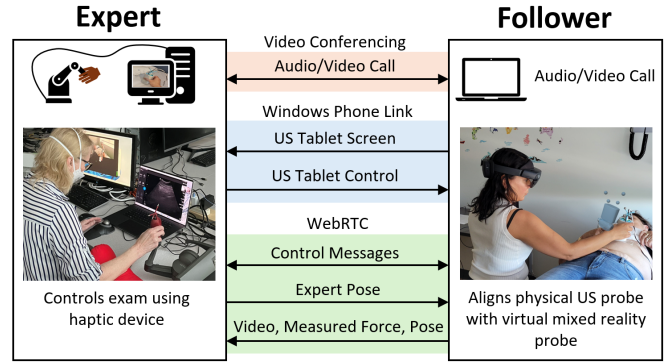 Expert
Follower
Video Conferencing
Audio/Video Call
Audio/Video Call
Windows Phone Link
US Tablet Screen
US Tablet Control
WebRTC
Control Messages
Expert Pose
Video, Measured Force, Pose
Controls exam using
haptic device
Aligns physical US probe
with virtual mixed reality
probe